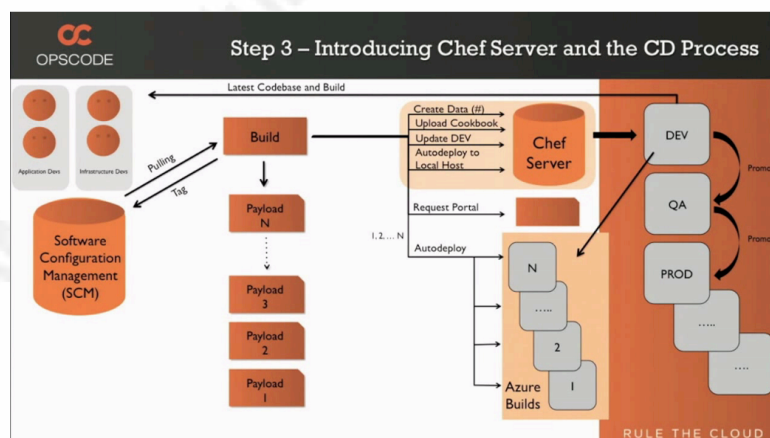 OPSCODE
Step 3 – Introducing Chef Server and the CD Process
Latest Codebase and Build
Application Devs
Infrastructure Devs
Pulling
Tag
Software
Configuration
Management
(SCM)
Build
Payload
N
Payload
3
Payload
2
Payload
1
Create Data (#)
Upload Cookbook
Update DEV
Autodeploy to
Local Host
Chef
Server
Request Portal
1, 2, ... N
Autodeploy
N
.....
2
1
Azure
Builds
DEV
Promo
QA
Promo
PROD
.....
....
RULE THE CLOUD